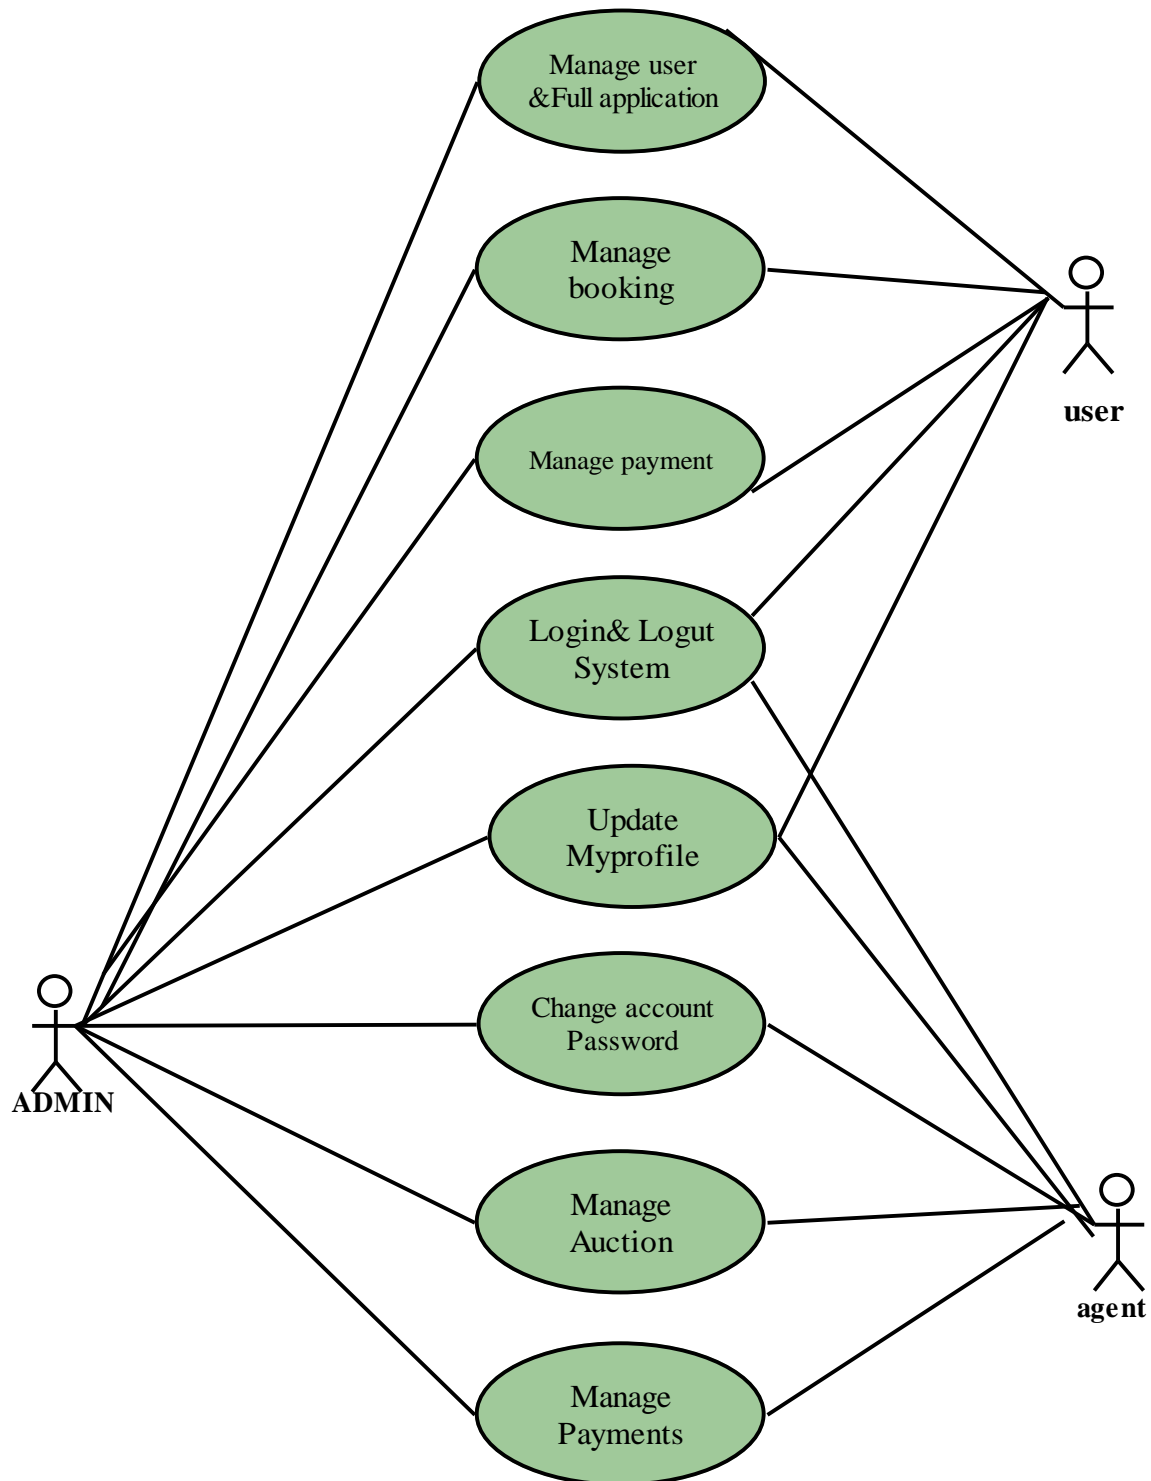 Manage user
&Full application
Manage
booking
user
Manage payment
Login& Logut
System
Update
Myprofile
Change account
Password
ADMIN
Manage
Auction
agent
Manage
Payments